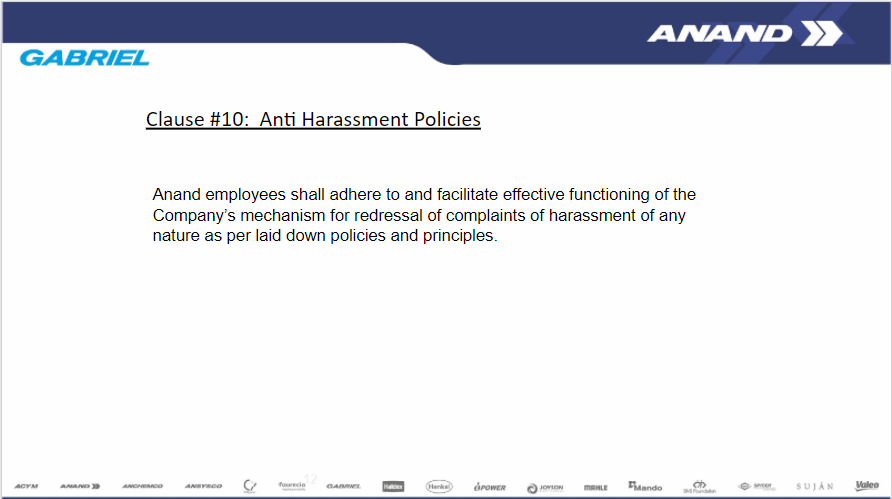 ANAND
GABRIEL
Clause #10: Anti Harassment Policies
Anand employees shall adhere to and facilitate effective functioning of the
Company’s mechanism for redressal of complaints of harassment of any
nature as per laid down policies and principles.
12
ACYM ANAND ANCHEMCO ANSYSCO faurecia GABRIEL Haldex Henkel JOYSON MAHLE Mando SNS Foundation SUJÁN Valeo